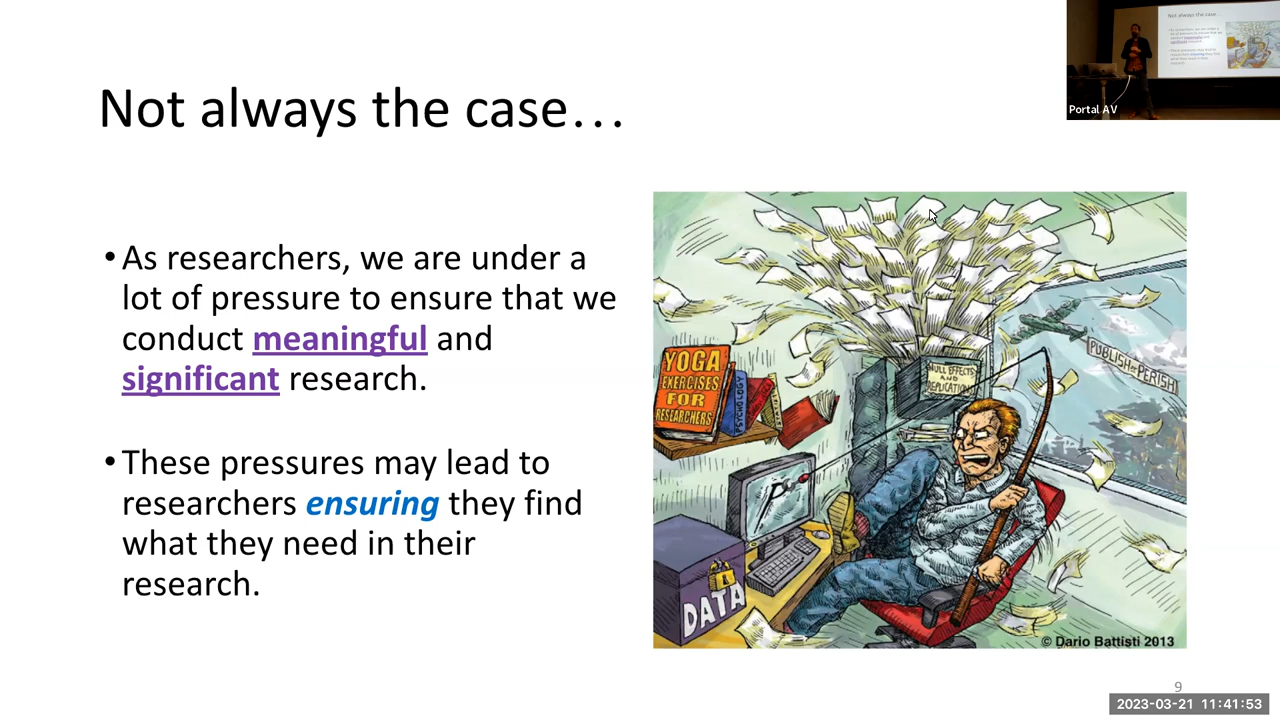 Not always the case…
Portal AV
•As researchers, we are under a
lot of pressure to ensure that we
conduct meaningful and
significant research.
•These pressures may lead to
researchers ensuring they find
what they need in their
research.
YOGA
EXERCISES
FOR
RESEARCHERS
PSYCHOLOGY
NULL EFFECTS
AND
REPLICATIONS
PUBLISH OR PERISH!
P
DATA
© Dario Battisti 2013
9
2023-03-21 11:41:53